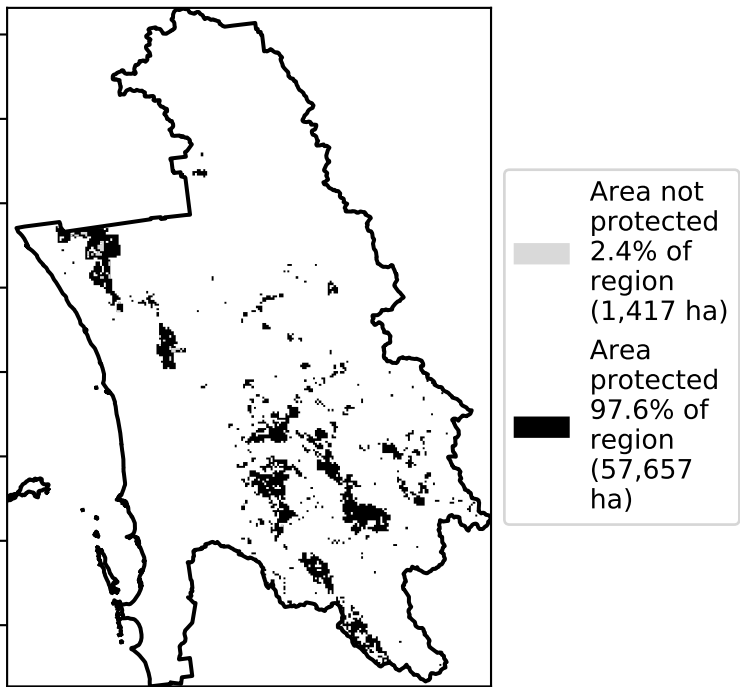 Area not
protected
2.4% of
region
(1,417 ha)
Area
protected
97.6% of
region
(57,657
ha)